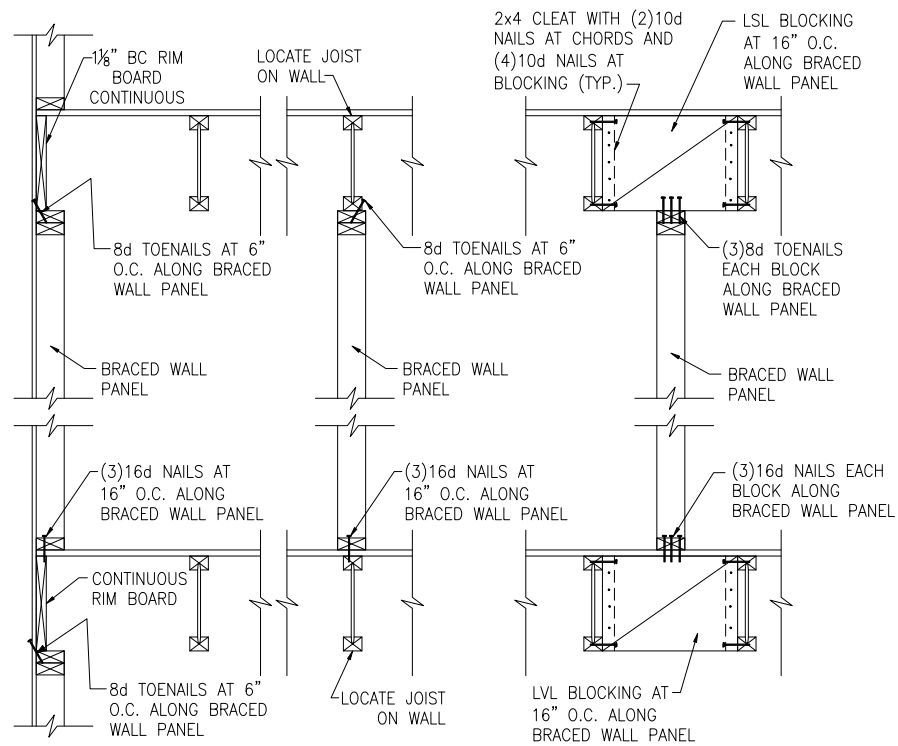 1⅛" BC RIM
BOARD
CONTINUOUS
LOCATE JOIST
ON WALL
2x4 CLEAT WITH (2)10d
NAILS AT CHORDS AND
(4)10d NAILS AT
BLOCKING (TYP.)
LSL BLOCKING
AT 16" O.C.
ALONG BRACED
WALL PANEL
8d TOENAILS AT 6"
O.C. ALONG BRACED
WALL PANEL
8d TOENAILS AT 6"
O.C. ALONG BRACED
WALL PANEL
(3)8d TOENAILS
EACH BLOCK
ALONG BRACED
WALL PANEL
BRACED WALL
PANEL
BRACED WALL
PANEL
BRACED WALL
PANEL
(3)16d NAILS AT
16" O.C. ALONG
BRACED WALL PANEL
(3)16d NAILS AT
16" O.C. ALONG
BRACED WALL PANEL
(3)16d NAILS EACH
BLOCK ALONG
BRACED WALL PANEL
CONTINUOUS
RIM BOARD
8d TOENAILS AT 6"
O.C. ALONG BRACED
WALL PANEL
LOCATE JOIST
ON WALL
LVL BLOCKING AT
16" O.C. ALONG
BRACED WALL PANEL